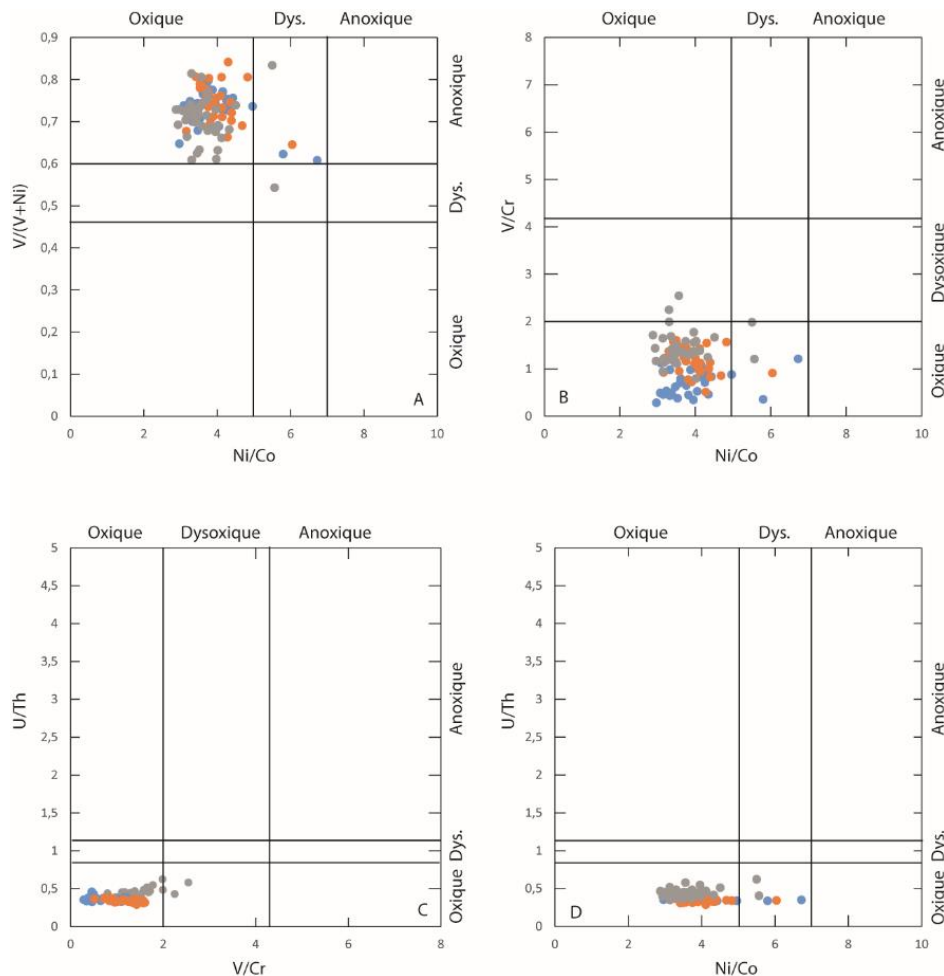 Oxique Dys. Anoxique
0,9
0,8
0,7
0,6
0,5
0,4
0,3
0,2
0,1
0
V/(V+Ni)
Anoxique
Dys.
Oxique
A
0 2 4 6 8 10
Ni/Co
Oxique Dys. Anoxique
8
7
6
5
4
3
2
1
0
V/Cr
Anoxique
Dysoxique
Oxique
B
0 2 4 6 8 10
Ni/Co
Oxique Dysoxique Anoxique
5
4,5
4
3,5
3
2,5
2
1,5
1
0,5
0
U/Th
Anoxique
Dys.
Oxique
C
0 2 4 6 8
V/Cr
Oxique Dys. Anoxique
5
4,5
4
3,5
3
2,5
2
1,5
1
0,5
0
U/Th
Anoxique
Dys.
Oxique
D
0 2 4 6 8 10
Ni/Co